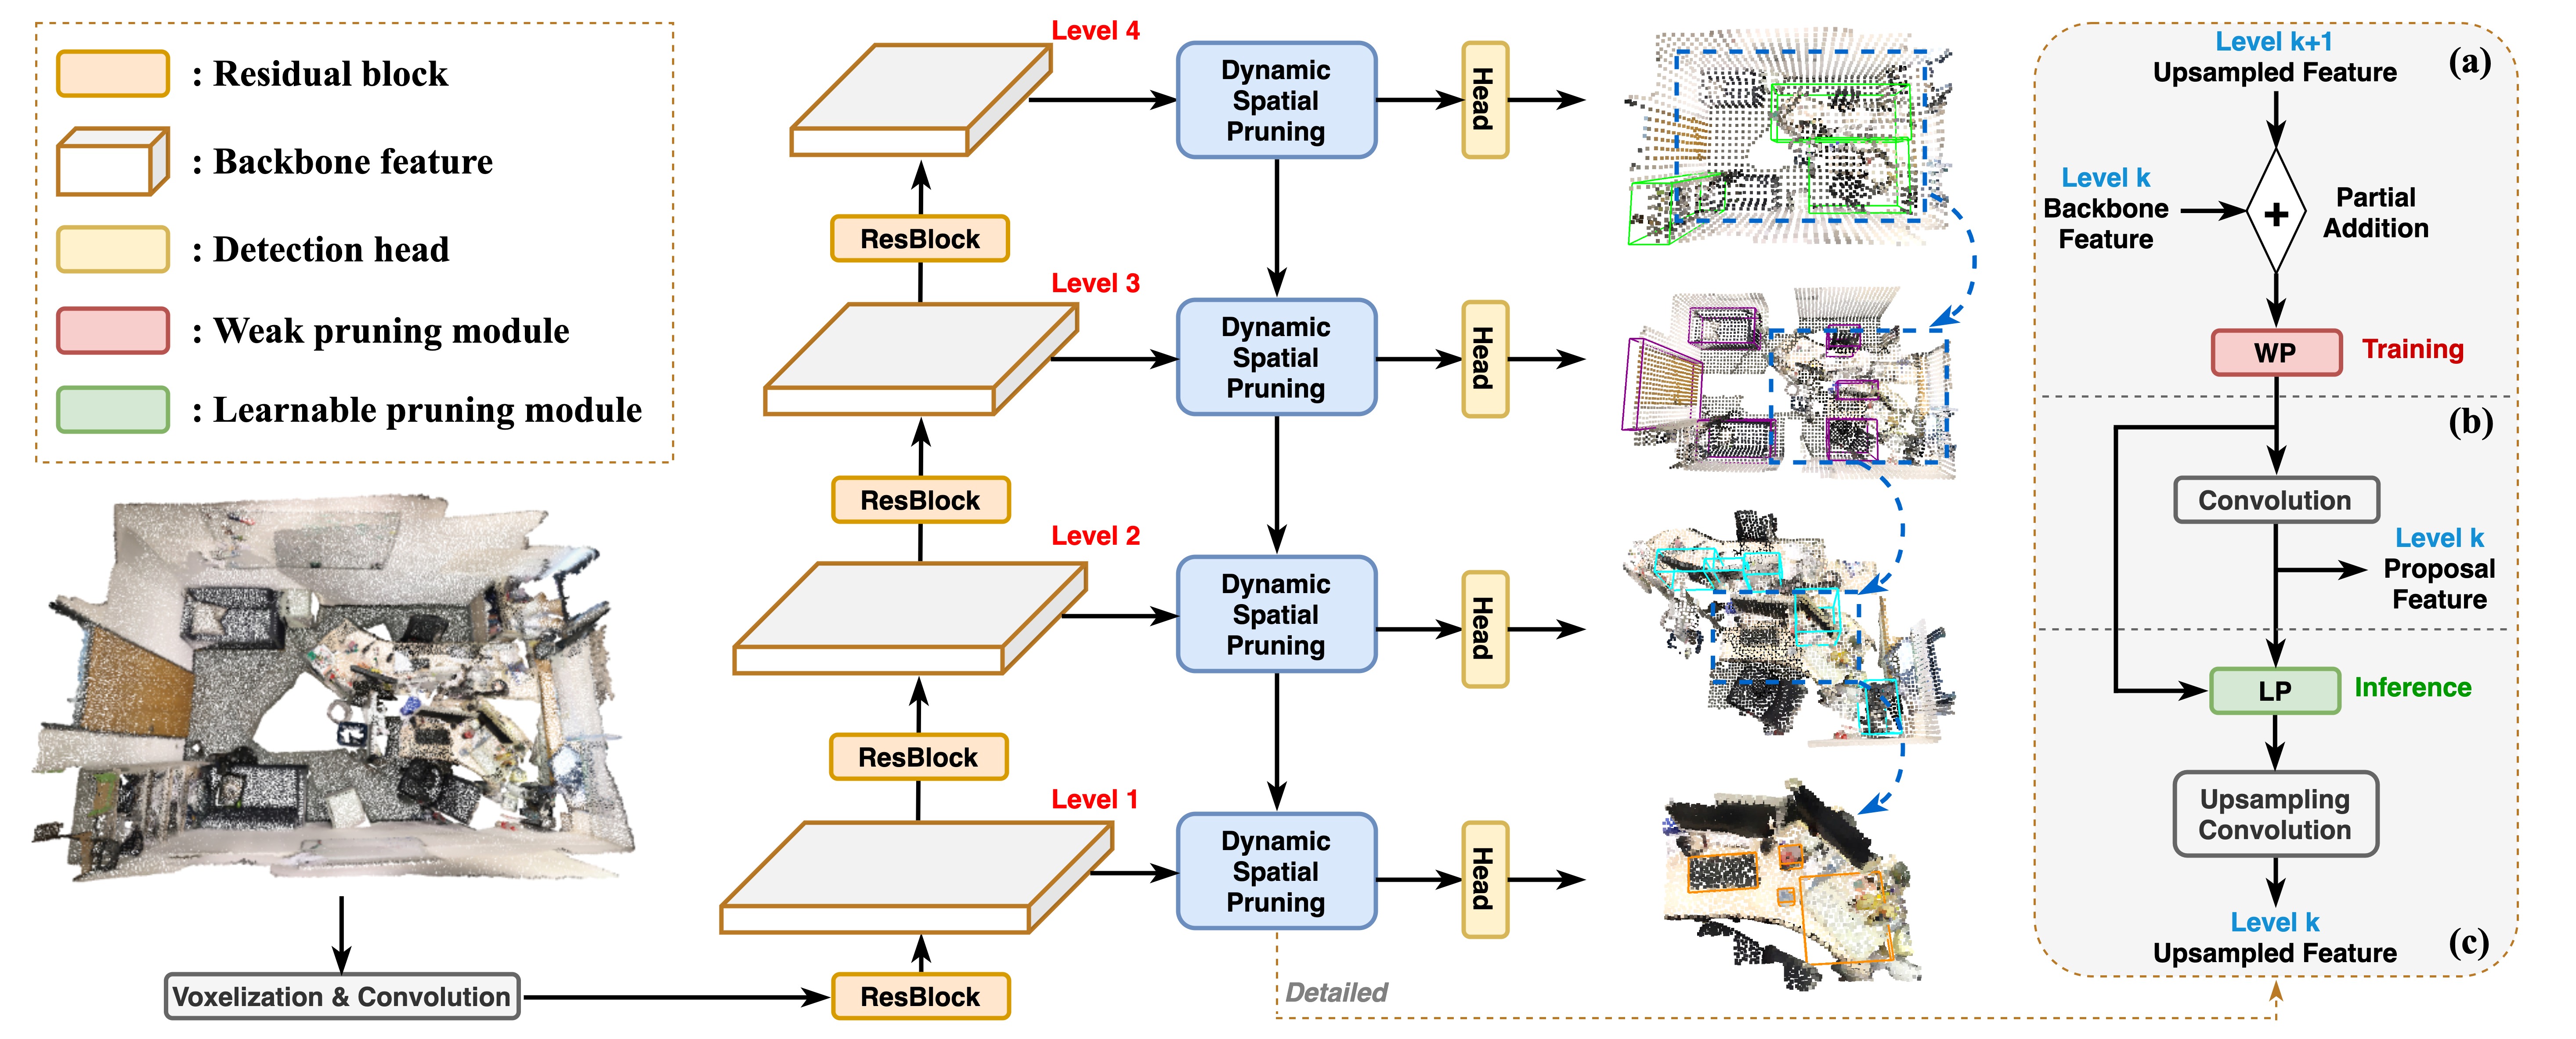 : Residual block
: Backbone feature
: Detection head
: Weak pruning module
: Learnable pruning module
Voxelization & Convolution
Level 4
ResBlock
Level 3
ResBlock
Level 2
ResBlock
Level 1
ResBlock
Dynamic
Spatial
Pruning
Head
Dynamic
Spatial
Pruning
Head
Dynamic
Spatial
Pruning
Head
Dynamic
Spatial
Pruning
Head
Detailed
Level k+1
Upsampled Feature
(a)
Level k
Backbone
Feature
+
Partial
Addition
WP
Training
(b)
Convolution
Level k
Proposal
Feature
LP
Inference
Upsampling
Convolution
Level k
Upsampled Feature
(c)